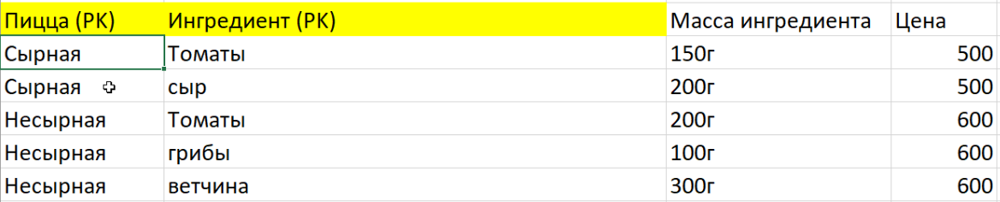 Пицца (PK) Ингредиент (PK) Масса ингредиента Цена
Сырная Томаты 150г 500
Сырная сыр 200г 500
Несырная Томаты 200г 600
Несырная грибы 100г 600
Несырная ветчина 300г 600